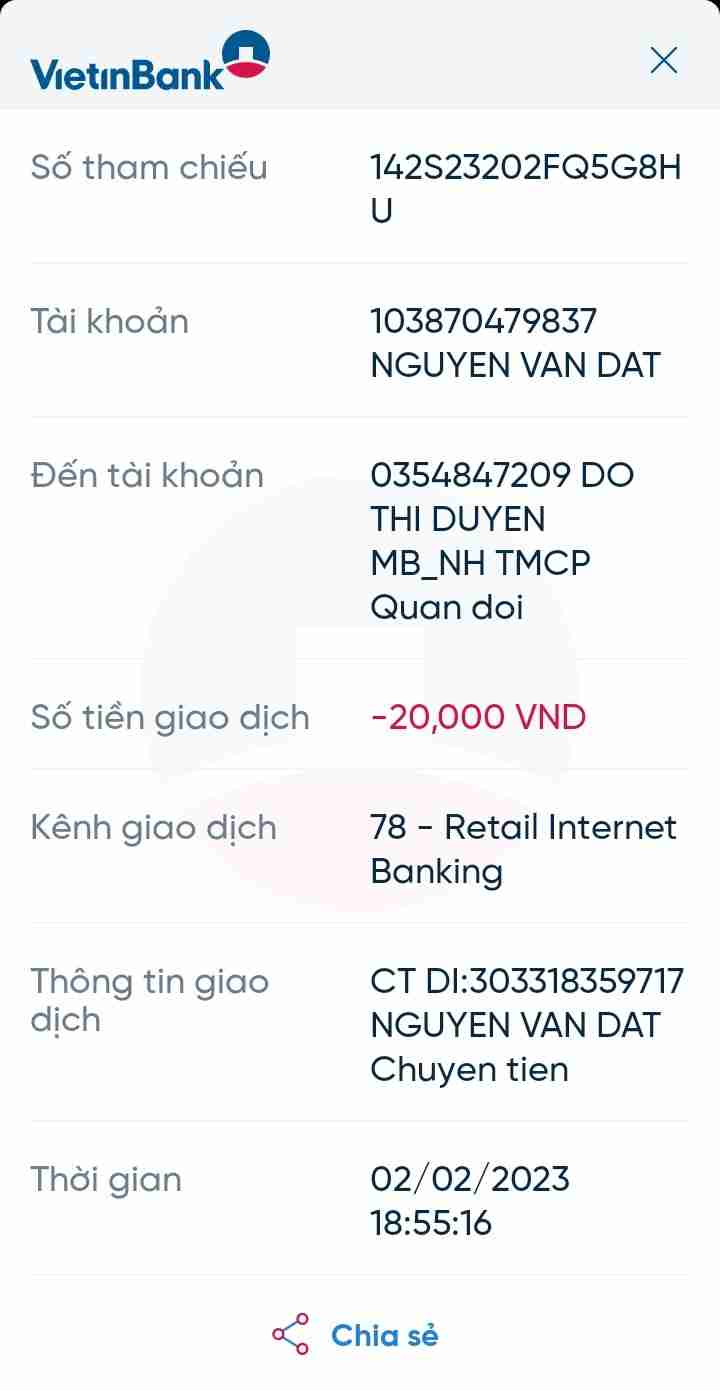 VietinBank
Số tham chiếu
142S23202FQ5G8H
U
Tài khoản
103870479837
NGUYEN VAN DAT
Đến tài khoản
0354847209 DO
THI DUYEN
MB_NH TMCP
Quan doi
Số tiền giao dịch
-20,000 VND
Kênh giao dịch
78 - Retail Internet
Banking
Thông tin giao
dịch
CT DI:303318359717
NGUYEN VAN DAT
Chuyen tien
Thời gian
02/02/2023
18:55:16
Chia sẻ